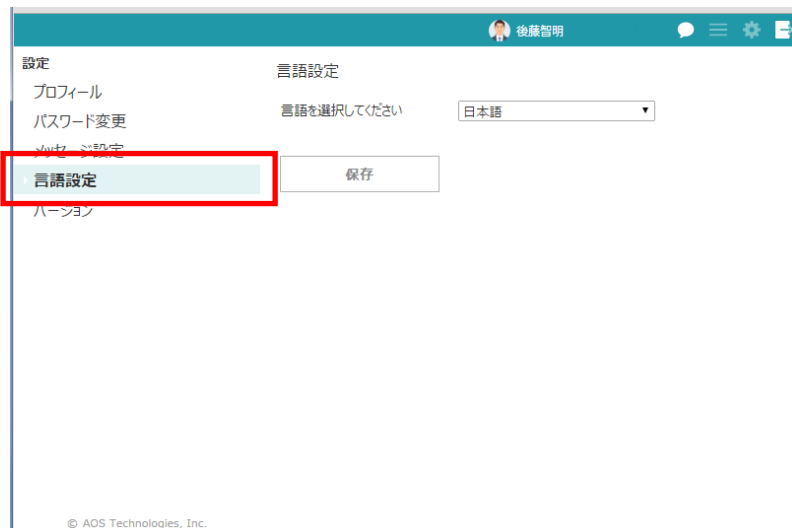 後藤智明
設定
プロフィール
パスワード変更
メッセージ設定
言語設定
バージョン
言語設定
言語を選択してください
日本語
保存
© AOS Technologies, Inc.